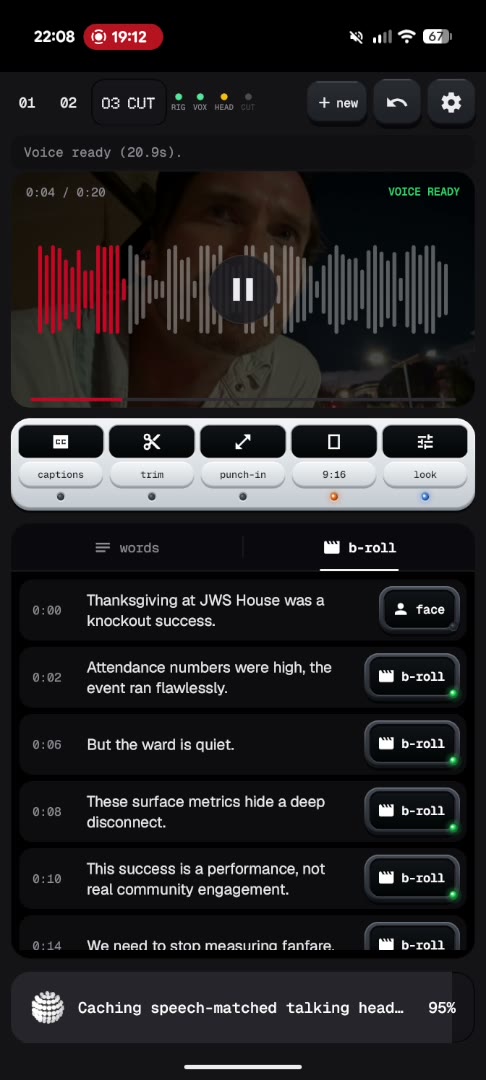 22:08 19:12 67
01 02 03 CUT RIG VOX HEAD CUT + new
Voice ready (20.9s).
0:04 / 0:20 VOICE READY
CC
captions trim punch-in 9:16 look
words b-roll
0:00 Thanksgiving at JWS House was a
knockout success.
face
0:02 Attendance numbers were high, the
event ran flawlessly.
b-roll
0:06 But the ward is quiet.
b-roll
0:08 These surface metrics hide a deep
disconnect.
b-roll
0:10 This success is a performance, not
real community engagement.
b-roll
0:14 We need to stop measuring fanfare.
b-roll
Caching speech-matched talking head… 95%